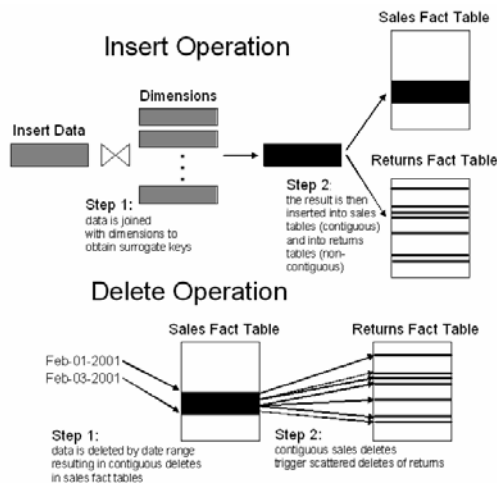 Insert Operation
Sales Fact Table
Dimensions
Insert Data
Returns Fact Table
Step 1:
data is joined
with dimensions to
obtain surrogate keys
Step 2:
the result is then
inserted into sales
tables (contiguous)
and into returns
tables (non-
contiguous)
Delete Operation
Sales Fact Table
Returns Fact Table
Feb-01-2001
Feb-03-2001
Step 1:
data is deleted by date
range
resulting in contiguous deletes
in sales fact tables
Step 2:
contiguous sales deletes
trigger scattered deletes of returns